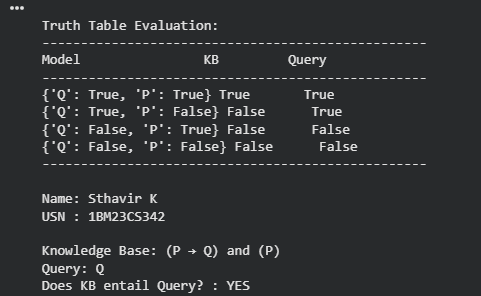 Truth Table Evaluation:
--------------------------------------------------
Model                KB         Query
--------------------------------------------------
{'Q': True, 'P': True} True       True
{'Q': True, 'P': False} False      True
{'Q': False, 'P': True} False      False
{'Q': False, 'P': False} False      False
--------------------------------------------------
Name: Sthavir K
USN : 1BM23CS342
Knowledge Base: (P → Q) and (P)
Query: Q
Does KB entail Query? : YES